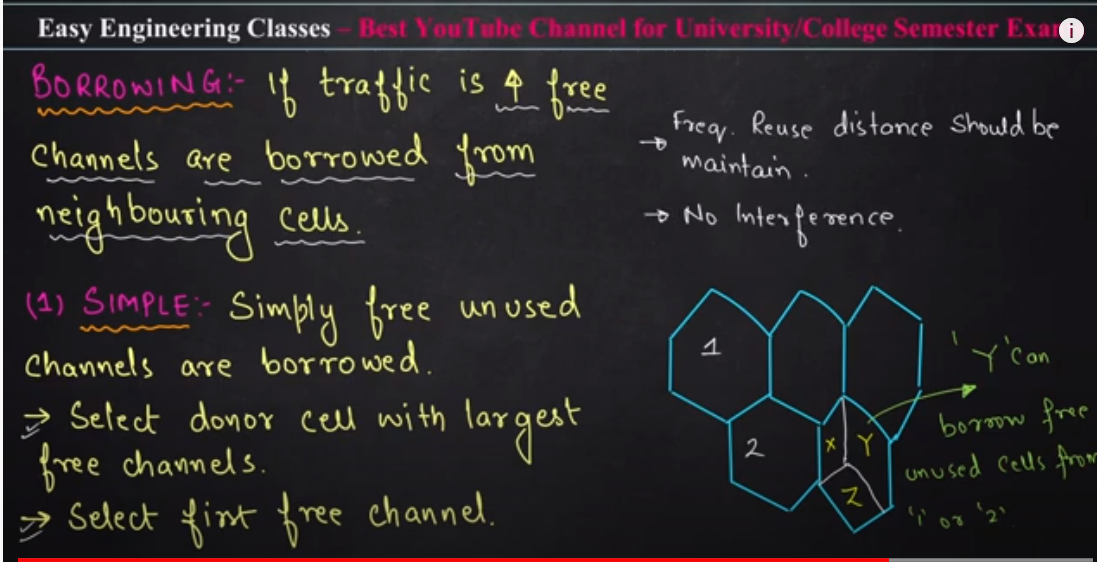 Easy Engineering Classes – Best YouTube Channel for University/College Semester Exa
i
BORROWING:- If traffic is ↑ free
channels are borrowed from
neighbouring cells.
→ Freq. Reuse distance should be
maintain.
→ No Interference.
(1) SIMPLE:- Simply free unused
channels are borrowed.
→ Select donor cell with largest
free channels.
→ Select first free channel.
1
2
X
Y
Z
'Y' can
borrow free
unused cells from
'1' or '2'.